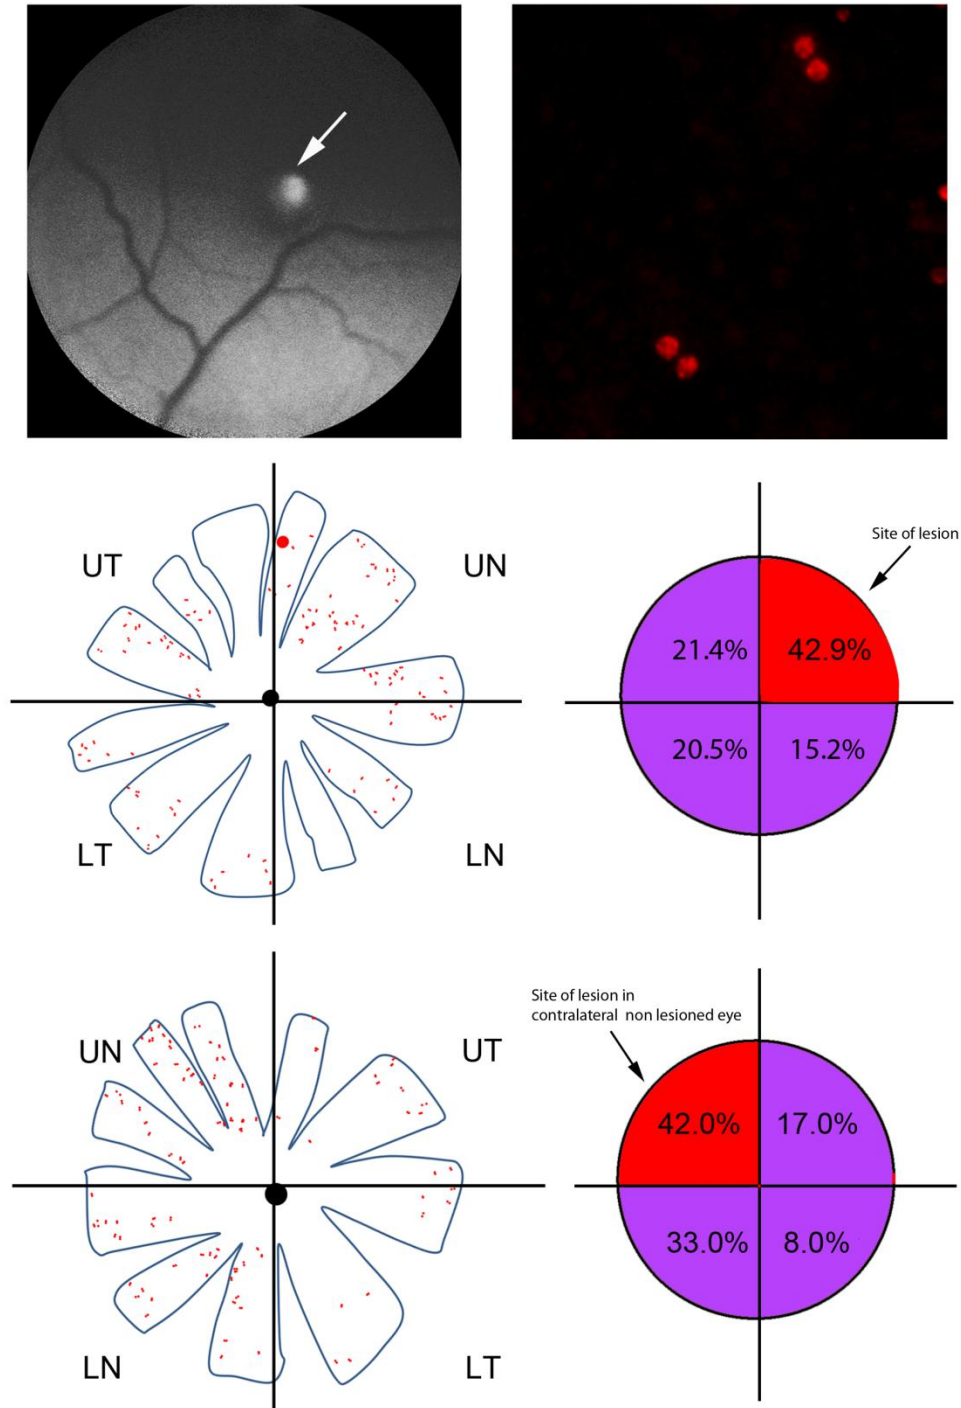 UT
UN
Site of lesion
21.4%
42.9%
20.5%
15.2%
LT
LN
Site of lesion in
contralateral non lesioned eye
UN
UT
42.0%
17.0%
33.0%
8.0%
LN
LT